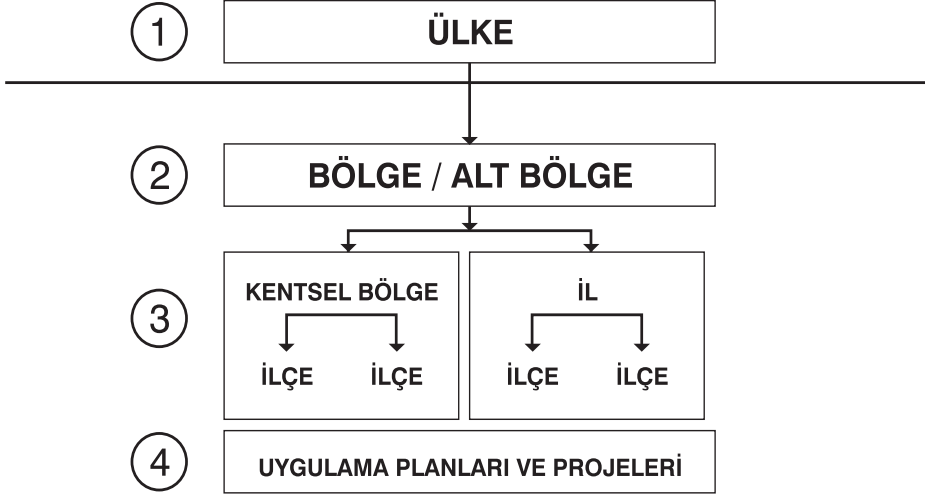 1
ÜLKE
2
BÖLGE / ALT BÖLGE
3
KENTSEL BÖLGE
İL
İLÇE
İLÇE
İLÇE
İLÇE
4
UYGULAMA PLANLARI VE PROJELERİ